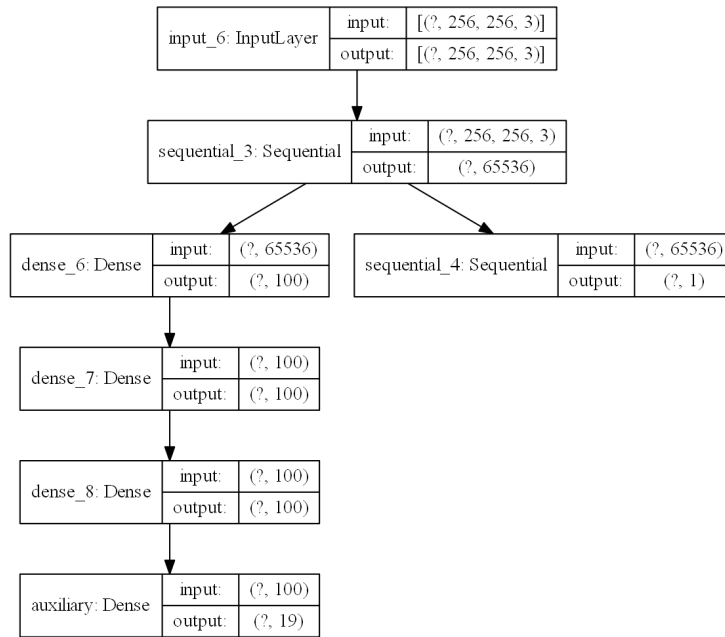 input_6: InputLayer
input: [(?, 256, 256, 3)]
output: [(?, 256, 256, 3)]
sequential_3: Sequential
input: (?, 256, 256, 3)
output: (?, 65536)
dense_6: Dense
input: (?, 65536)
output: (?, 100)
sequential_4: Sequential
input: (?, 65536)
output: (?, 1)
dense_7: Dense
input: (?, 100)
output: (?, 100)
dense_8: Dense
input: (?, 100)
output: (?, 100)
auxiliary: Dense
input: (?, 100)
output: (?, 19)